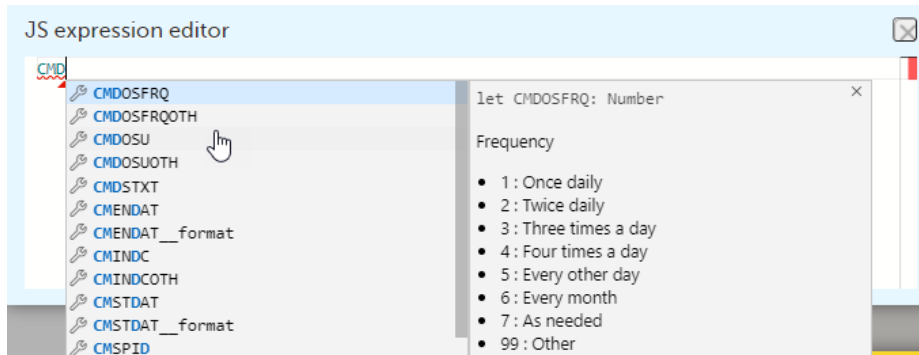 JS expression editor
CMD
CMDOSFRQ
CMDOSFRQOTH
CMDOSU
CMDOSUOTH
CMDSTXT
CMENDAT
CMENDAT__format
CMINDC
CMINDCOTH
CMSTDAT
CMSTDAT__format
CMSPID
let CMDOSFRQ: Number
Frequency
• 1 : Once daily
• 2 : Twice daily
• 3 : Three times a day
• 4 : Four times a day
• 5 : Every other day
• 6 : Every month
• 7 : As needed
• 99 : Other